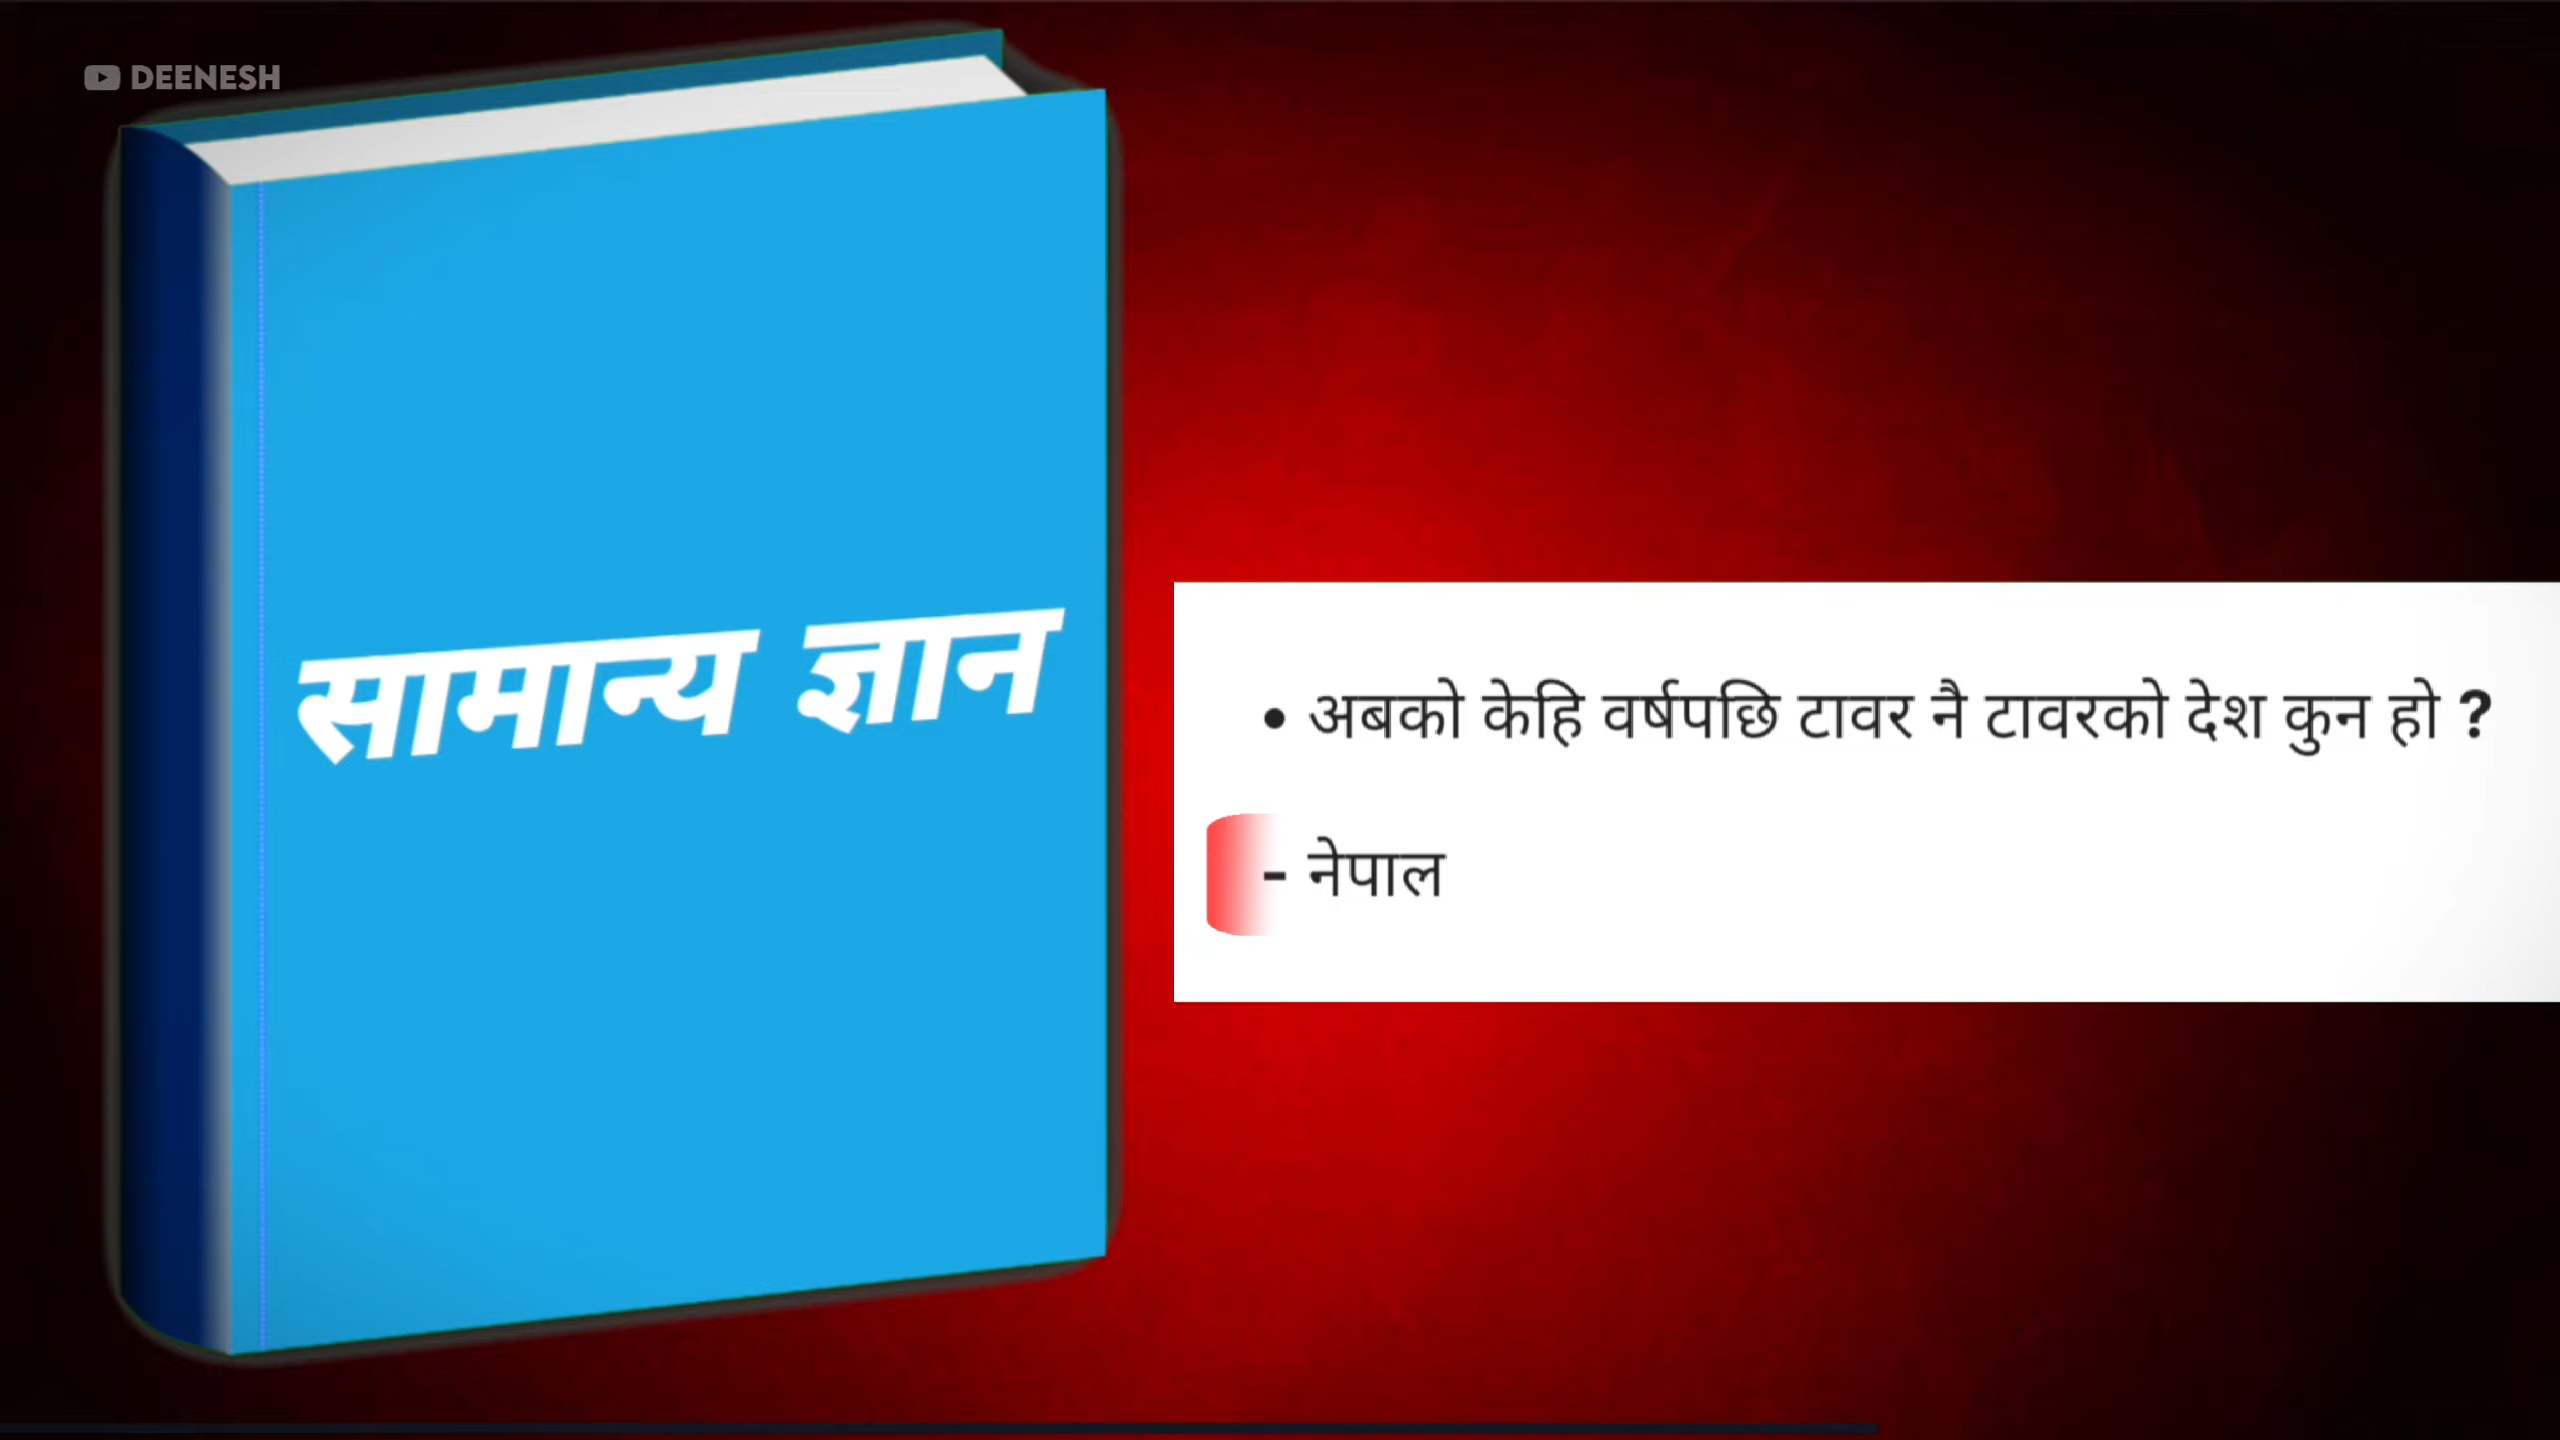 DEENESH
सामान्य ज्ञान
• अबको केहि वर्षपछि टावर नै टावरको देश कुन हो ?
- नेपाल